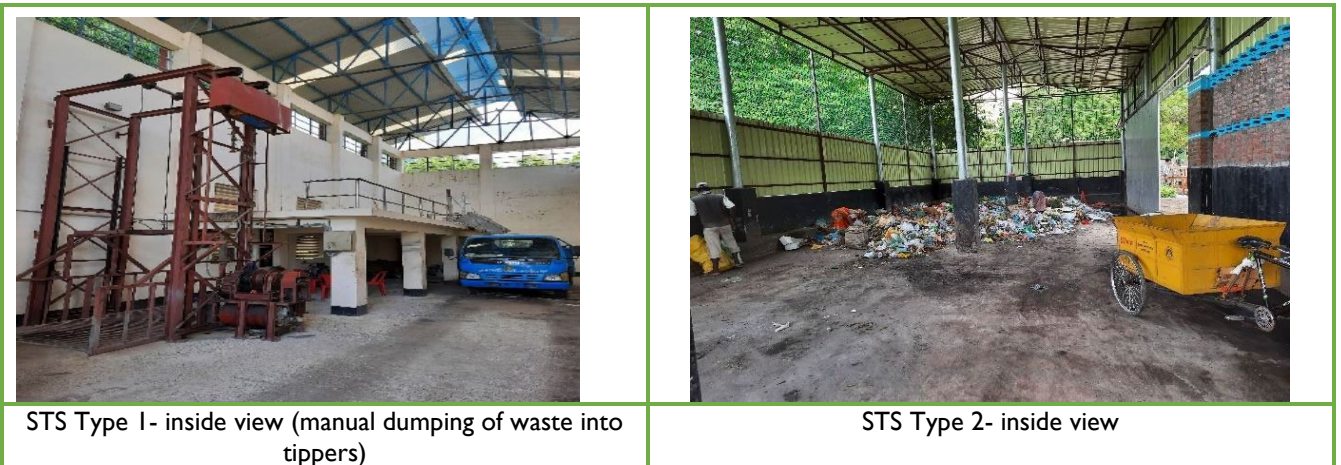 STS Type 1- inside view (manual dumping of waste into
tippers)
STS Type 2- inside view